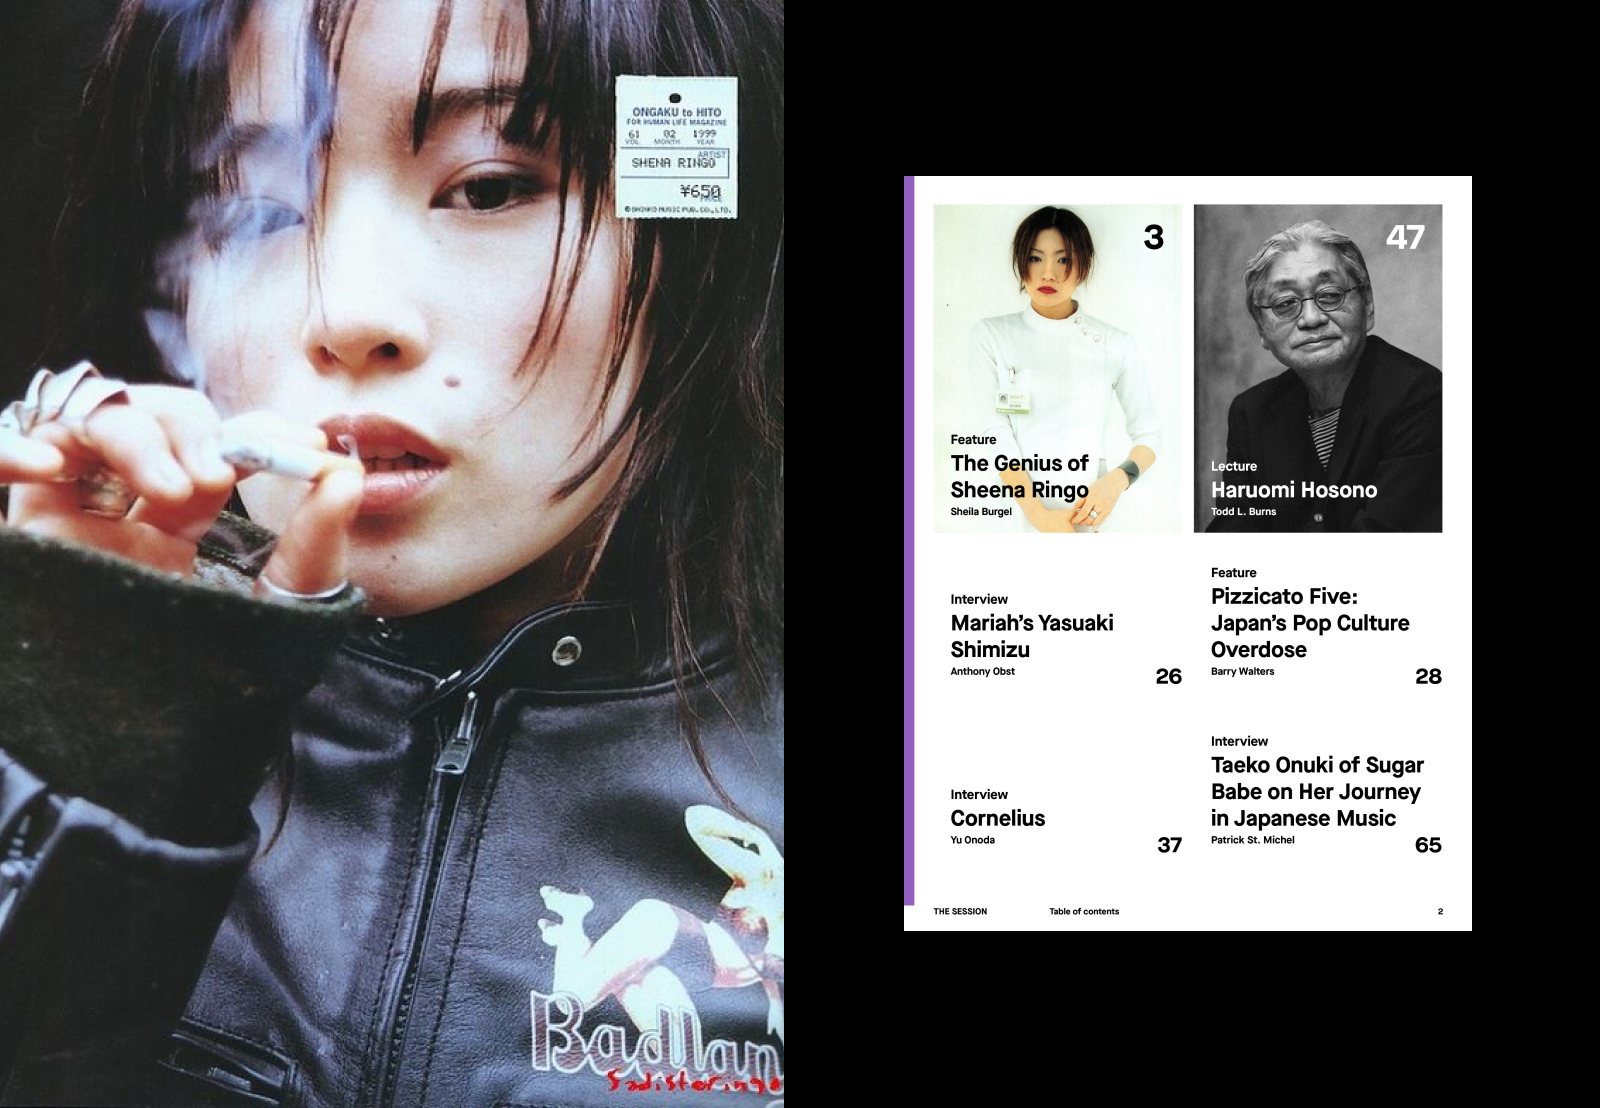 ONGAKU to HITO
FOR HUMAN LIFE MAGAZINE
61 02 1999
VOL. MONTH YEAR
ARTIST
SHENA RINGO
¥650
PRICE
©SHINKO MUSIC PUB. CO., LTD.
Badlan
Sadisteringo
3
Feature
The Genius of
Sheena Ringo
Sheila Burgel
47
Lecture
Haruomi Hosono
Todd L. Burns
Interview
Mariah's Yasuaki
Shimizu
Anthony Obst
26
Feature
Pizzicato Five:
Japan's Pop Culture
Overdose
Barry Walters
28
Interview
Cornelius
Yu Onoda
37
Interview
Taeko Onuki of Sugar
Babe on Her Journey
in Japanese Music
Patrick St. Michel
65
THE SESSION Table of contents 2